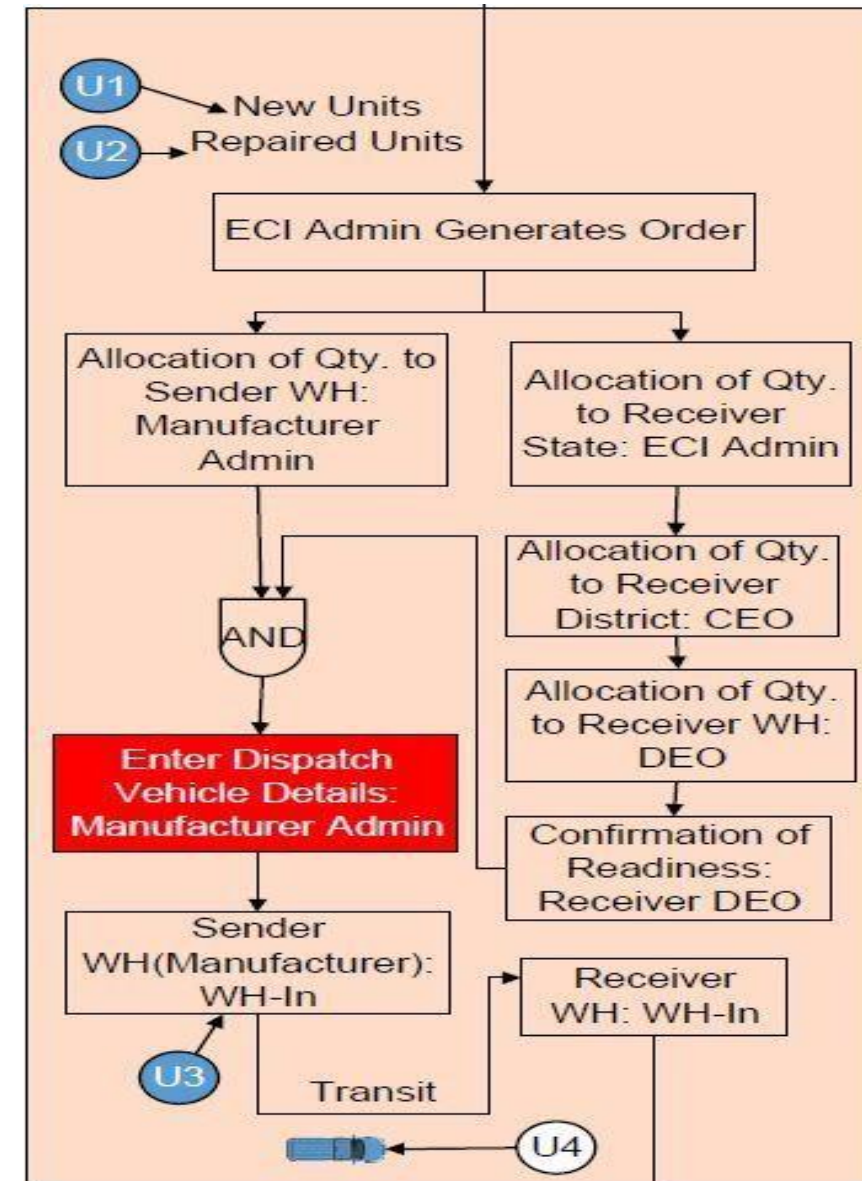 U1
New Units
U2
Repaired Units
ECI Admin Generates Order
Allocation of Qty. to
Sender WH:
Manufacturer
Admin
Allocation of Qty.
to Receiver
State: ECI Admin
Allocation of Qty.
to Receiver
District: CEO
AND
Allocation of Qty.
to Receiver WH:
DEO
Enter Dispatch
Vehicle Details:
Manufacturer Admin
Confirmation of
Readiness:
Receiver DEO
Sender
WH(Manufacturer):
WH-In
Receiver
WH: WH-In
U3
Transit
U4